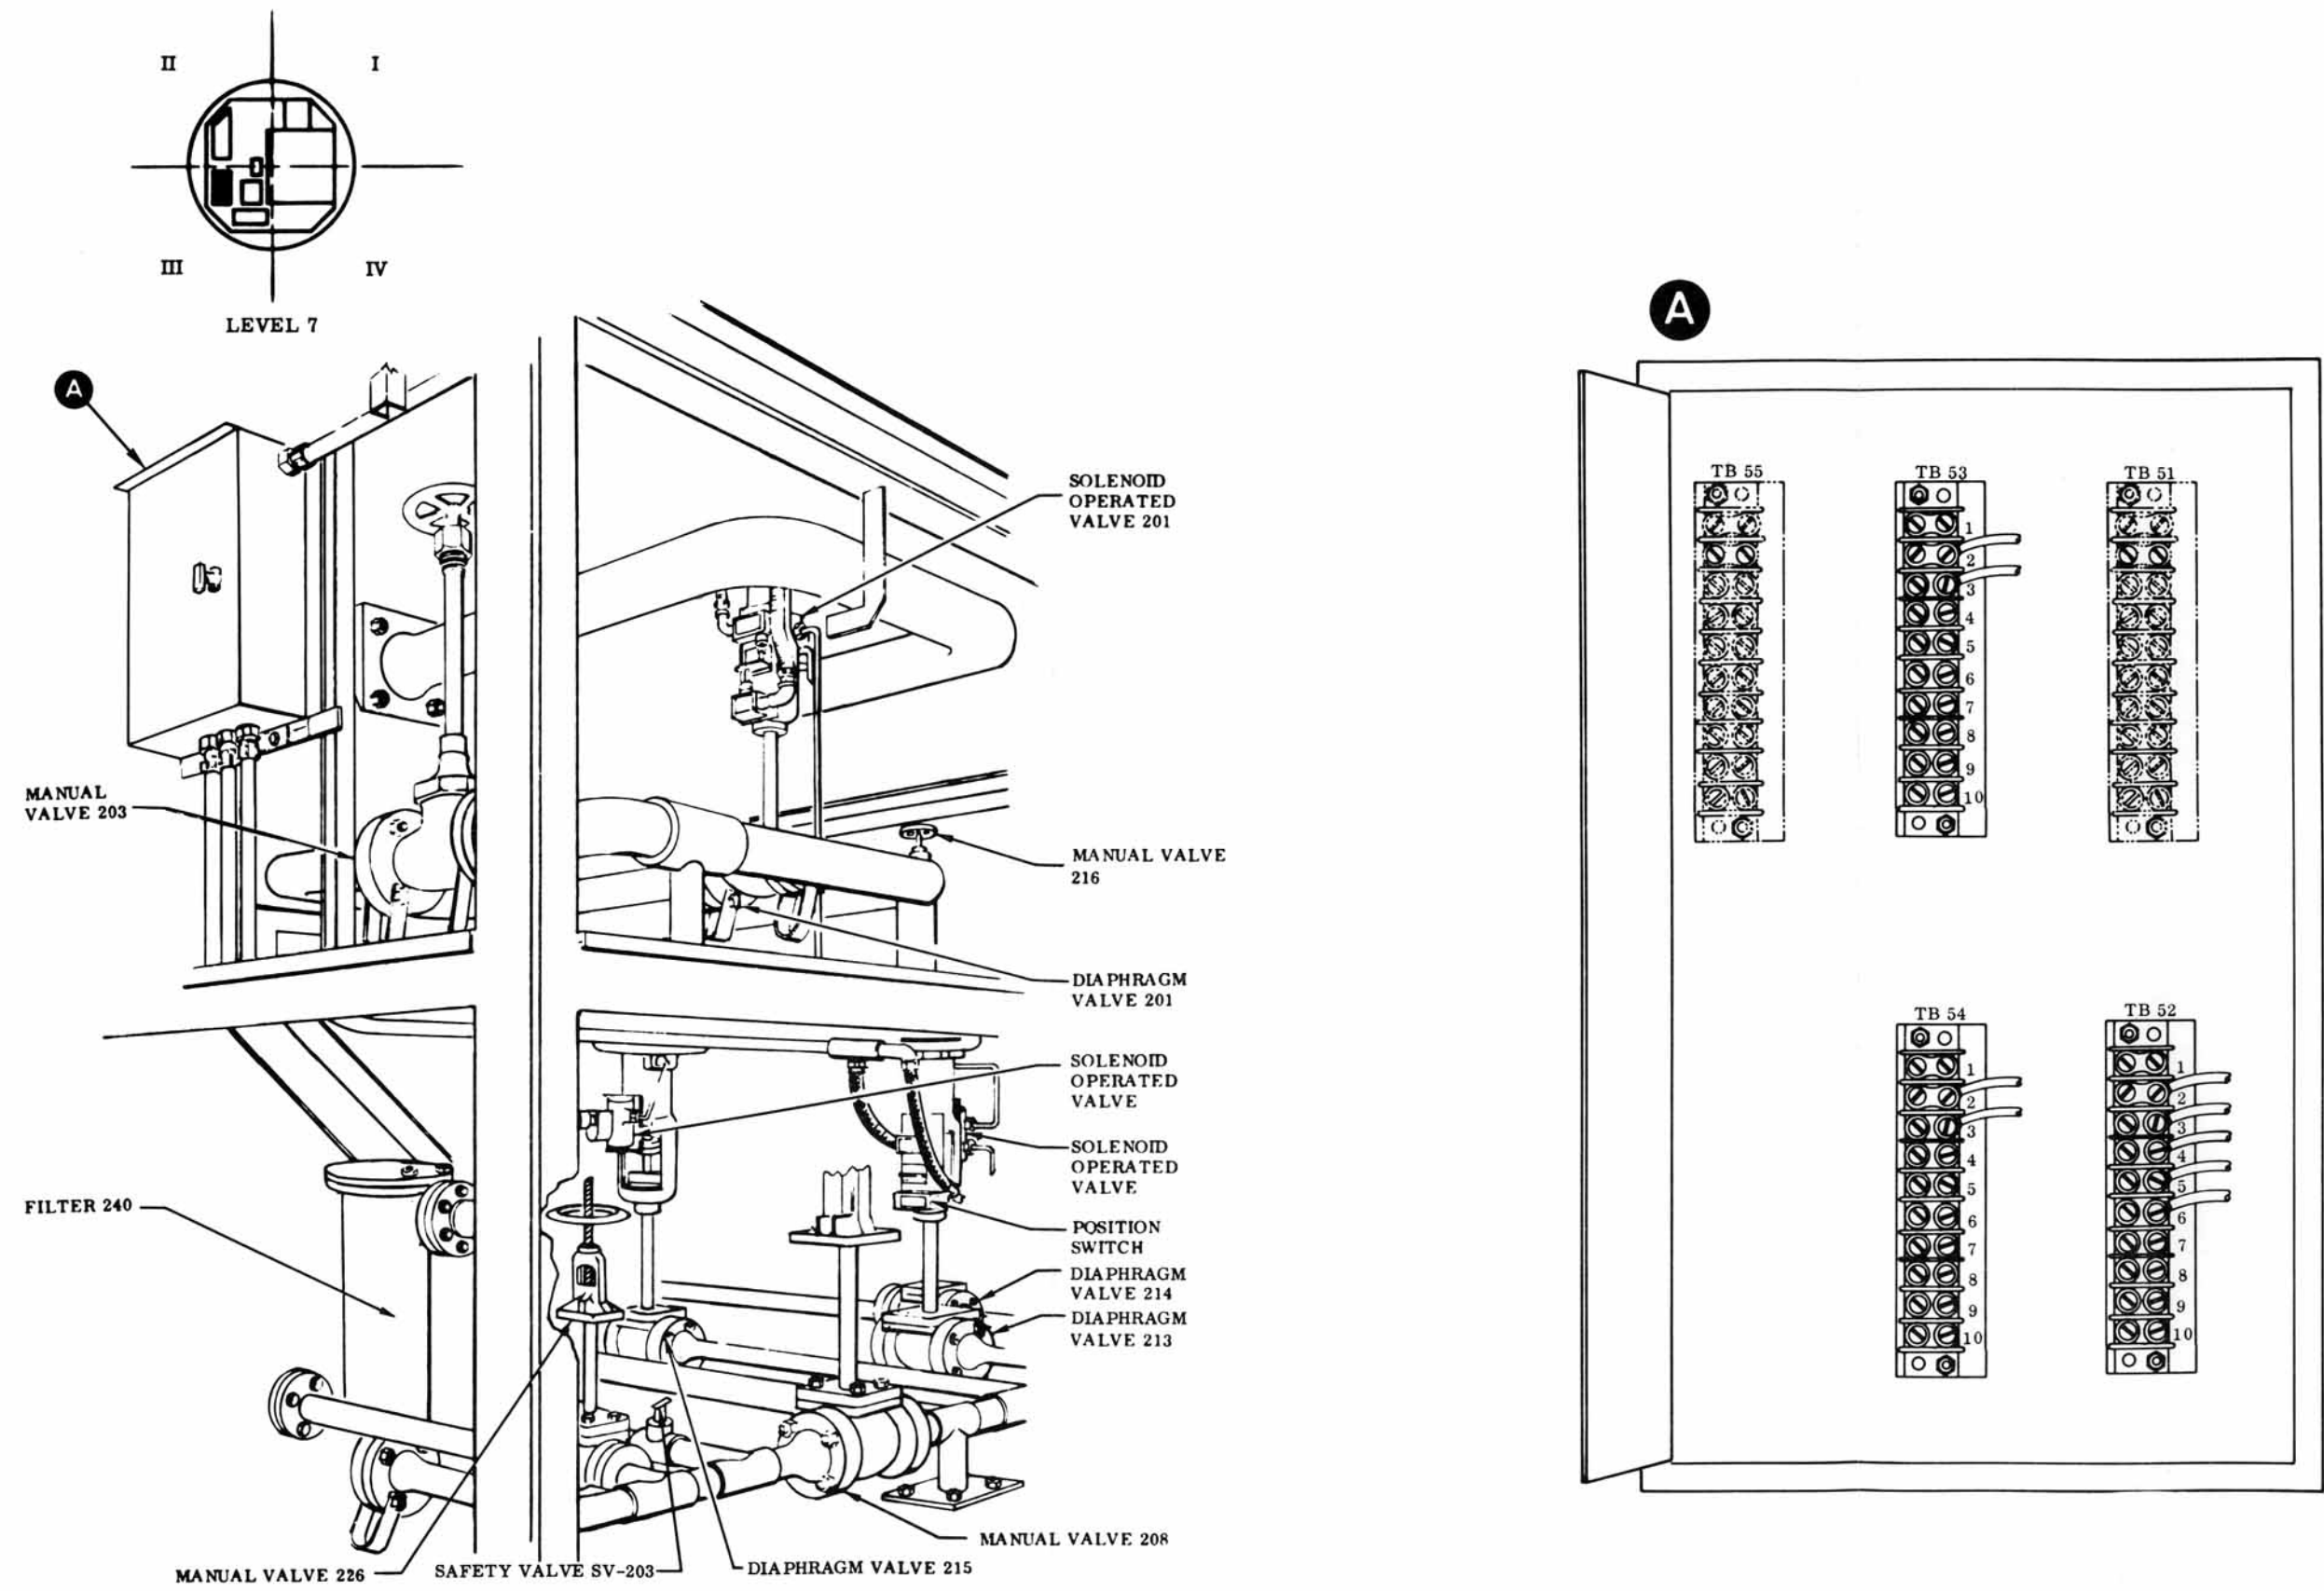 II
I
III
IV
LEVEL 7
A
SOLENOID
OPERATED
VALVE 201
MANUAL
VALVE 203
MANUAL VALVE
216
DIAPHRAGM
VALVE 201
SOLENOID
OPERATED
VALVE
SOLENOID
OPERATED
VALVE
FILTER 240
POSITION
SWITCH
DIAPHRAGM
VALVE 214
DIAPHRAGM
VALVE 213
MANUAL VALVE 208
MANUAL VALVE 226
SAFETY VALVE SV-203
DIAPHRAGM VALVE 215
A
TB 55
TB 53
1
2
3
4
5
6
7
8
9
10
TB 51
TB 54
1
2
3
4
5
6
7
8
9
10
TB 52
1
2
3
4
5
6
7
8
9
10